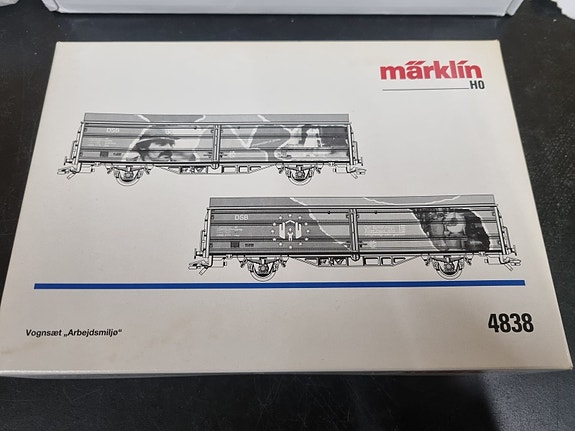 märklin
H0
DSB
DSB
4838
Vognsæt „Arbejdsmiljø“